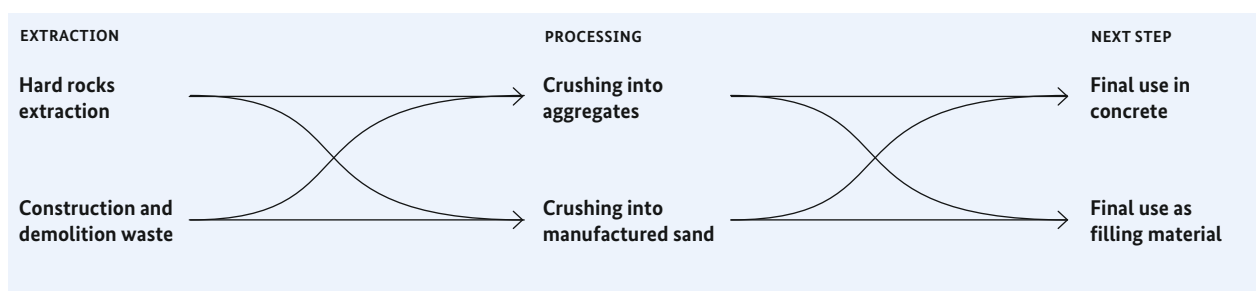 EXTRACTION
PROCESSING
NEXT STEP
Hard rocks
extraction
Crushing into
aggregates
Final use in
concrete
Construction and
demolition waste
Crushing into
manufactured sand
Final use as
filling material